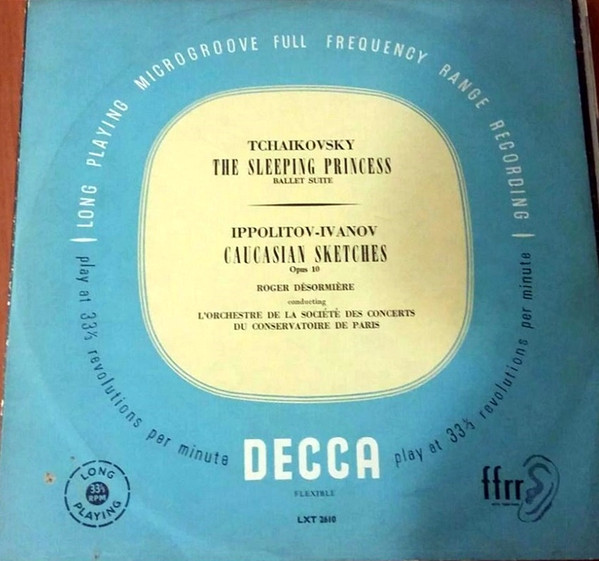 LONG PLAYING MICROGROOVE FULL FREQUENCY RANGE RECORDING
TCHAIKOVSKY
THE SLEEPING PRINCESS
BALLET SUITE
IPPOLITOV-IVANOV
CAUCASIAN SKETCHES
Opus 10
ROGER DÉSORMIÈRE
conducting
L'ORCHESTRE DE LA SOCIÉTÉ DES CONCERTS
DU CONSERVATOIRE DE PARIS
play at 33⅓ revolutions per minute
play at 33⅓ revolutions per minute
DECCA
FLEXIBLE
LXT 2610
LONG
33⅓
RPM
PLAYING
ffrr